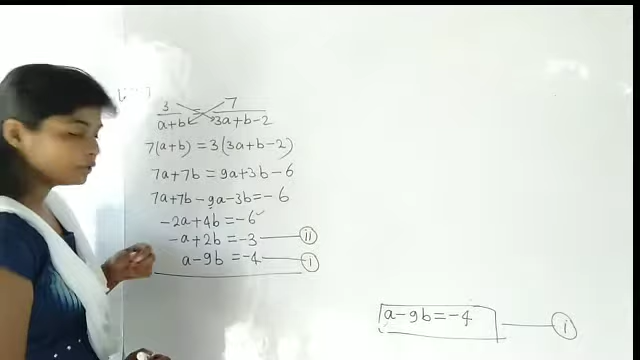 3/(a+b) = 7/(3a+b-2)
7(a+b) = 3(3a+b-2)
7a+7b = 9a+3b-6
7a+7b-9a-3b=-6
-2a+4b=-6
-a+2b=-3 — (ii)
a-9b=-4 — (i)
a-9b=-4 — (i)